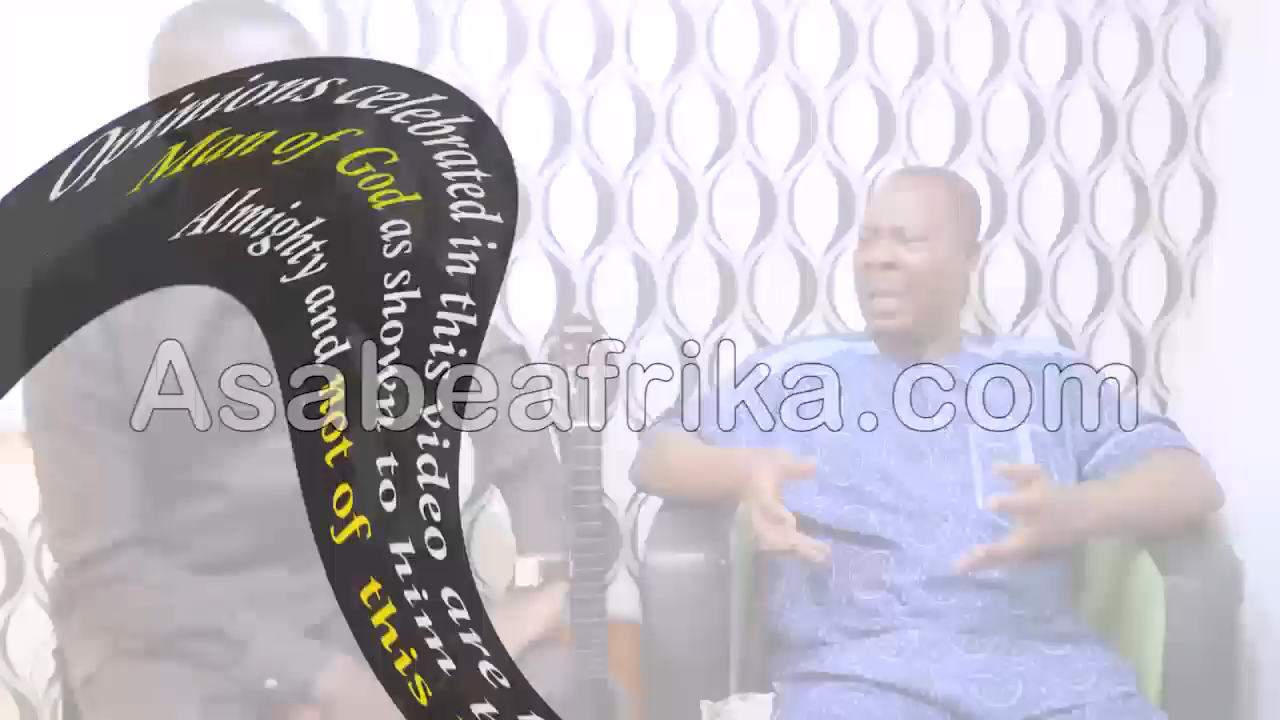 Opinions celebrated in this video are
Man of God as shown to him
Almighty and not of this
Asabeafrika.com